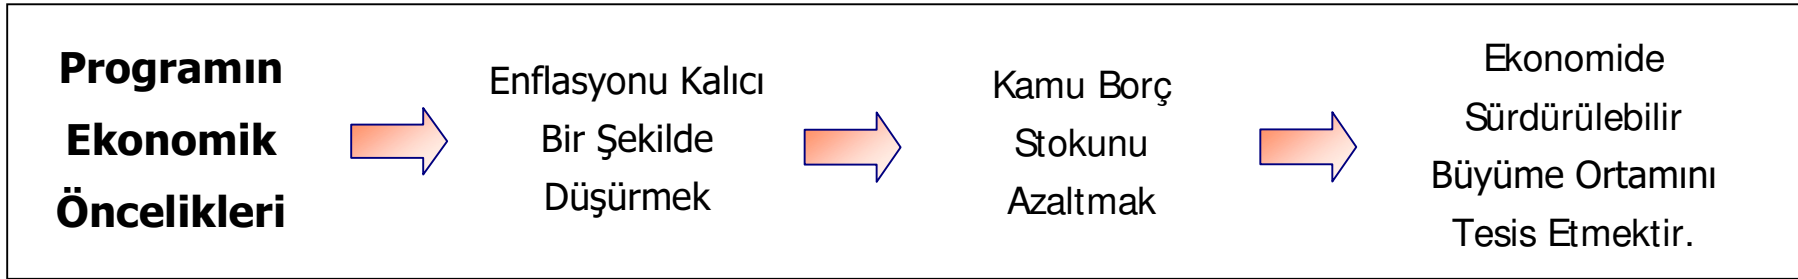 Programın
Ekonomik
Öncelikleri
Enflasyonu Kalıcı
Bir Şekilde
Düşürmek
Kamu Borç
Stokunu
Azaltmak
Ekonomide
Sürdürülebilir
Büyüme Ortamını
Tesis Etmektir.